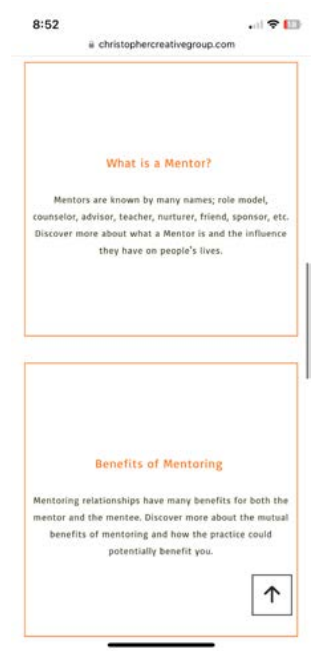 8:52
christophercreativegroup.com
What is a Mentor?
Mentors are known by many names; role model,
counselor, advisor, teacher, nurturer, friend, sponsor, etc.
Discover more about what a Mentor is and the influence
they have on people's lives.
Benefits of Mentoring
Mentoring relationships have many benefits for both the
mentor and the mentee. Discover more about the mutual
benefits of mentoring and how the practice could
potentially benefit you.